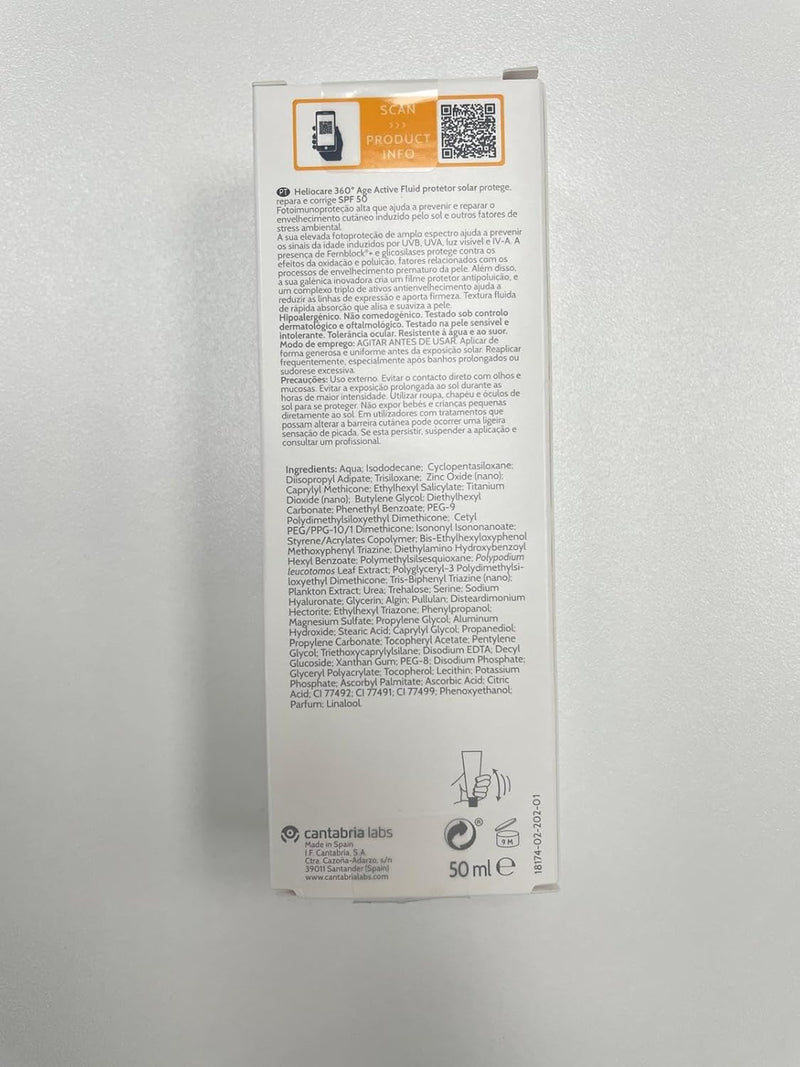 SCAN
>>>
PRODUCT
INFO
PT Heliocare 360° Age Active Fluid protetor solar protege,
repara e corrige SPF 50
Fotoimunoproteção alta que ajuda a prevenir e reparar o
envelhecimento cutâneo induzido pelo sol e outros fatores de
stress ambiental.
A sua elevada fotoproteção de amplo espectro ajuda a prevenir
os sinais da idade induzidos por UVB, UVA, luz visível e IV-A. A
presença de Fernblock®+ e glicosilases protege contra os
efeitos da oxidação e poluição, fatores relacionados com os
processos de envelhecimento prematuro da pele. Além disso,
a sua galénica inovadora cria um filme protetor antipoluição, e
um complexo triplo de ativos antienvelhecimento ajuda a
reduzir as linhas de expressão e aporta firmeza. Textura fluida
de rápida absorção que alisa e suaviza a pele.
Hipoalergénico. Não comedogénico. Testado sob controlo
dermatológico e oftalmológico. Testado na pele sensível e
intolerante. Tolerância ocular. Resistente à água e ao suor.
Modo de emprego: AGITAR ANTES DE USAR. Aplicar de
forma generosa e uniforme antes da exposição solar. Reaplicar
frequentemente, especialmente após banhos prolongados ou
sudorese excessiva.
Precauções: Uso externo. Evitar o contacto direto com olhos e
mucosas. Evitar a exposição prolongada ao sol durante as
horas de maior intensidade. Utilizar roupa, chapéu e óculos de
sol para se proteger. Não expor bebés e crianças pequenas
diretamente ao sol. Em utilizadores com tratamentos que
possam alterar a barreira cutânea pode ocorrer uma ligeira
sensação de picada. Se esta persistir, suspender a aplicação e
consultar um profissional.
Ingredients: Aqua; Isododecane; Cyclopentasiloxane;
Diisopropyl Adipate; Trisiloxane; Zinc Oxide (nano);
Caprylyl Methicone; Ethylhexyl Salicylate; Titanium
Dioxide (nano); Butylene Glycol; Diethylhexyl
Carbonate; Phenethyl Benzoate; PEG-9
Polydimethylsiloxyethyl Dimethicone; Cetyl
PEG/PPG-10/1 Dimethicone; Isononyl Isononanoate;
Styrene/Acrylates Copolymer; Bis-Ethylhexyloxyphenol
Methoxyphenyl Triazine; Diethylamino Hydroxybenzoyl
Hexyl Benzoate; Polymethylsilsesquioxane; Polypodium
leucotomos Leaf Extract; Polyglyceryl-3 Polydimethylsi-
loxyethyl Dimethicone; Tris-Biphenyl Triazine (nano);
Plankton Extract; Urea; Trehalose; Serine; Sodium
Hyaluronate; Glycerin; Algin; Pullulan; Disteardimonium
Hectorite; Ethylhexyl Triazone; Phenylpropanol;
Magnesium Sulfate; Propylene Glycol; Aluminum
Hydroxide; Stearic Acid; Caprylyl Glycol; Propanediol;
Propylene Carbonate; Tocopheryl Acetate; Pentylene
Glycol; Triethoxycaprylylsilane; Disodium EDTA; Decyl
Glucoside; Xanthan Gum; PEG-8; Disodium Phosphate;
Glyceryl Polyacrylate; Tocopherol; Lecithin; Potassium
Phosphate; Ascorbyl Palmitate; Ascorbic Acid; Citric
Acid; CI 77492; CI 77491; CI 77499; Phenoxyethanol;
Parfum; Linalool.
cantabria labs
Made in Spain
I.F. Cantabria, S.A.
Ctra. Cazoña-Adarzo, s/n
39011 Santander (Spain)
www.cantabrialabs.com
®
9 M
50 ml ℮
18174-02-202-01